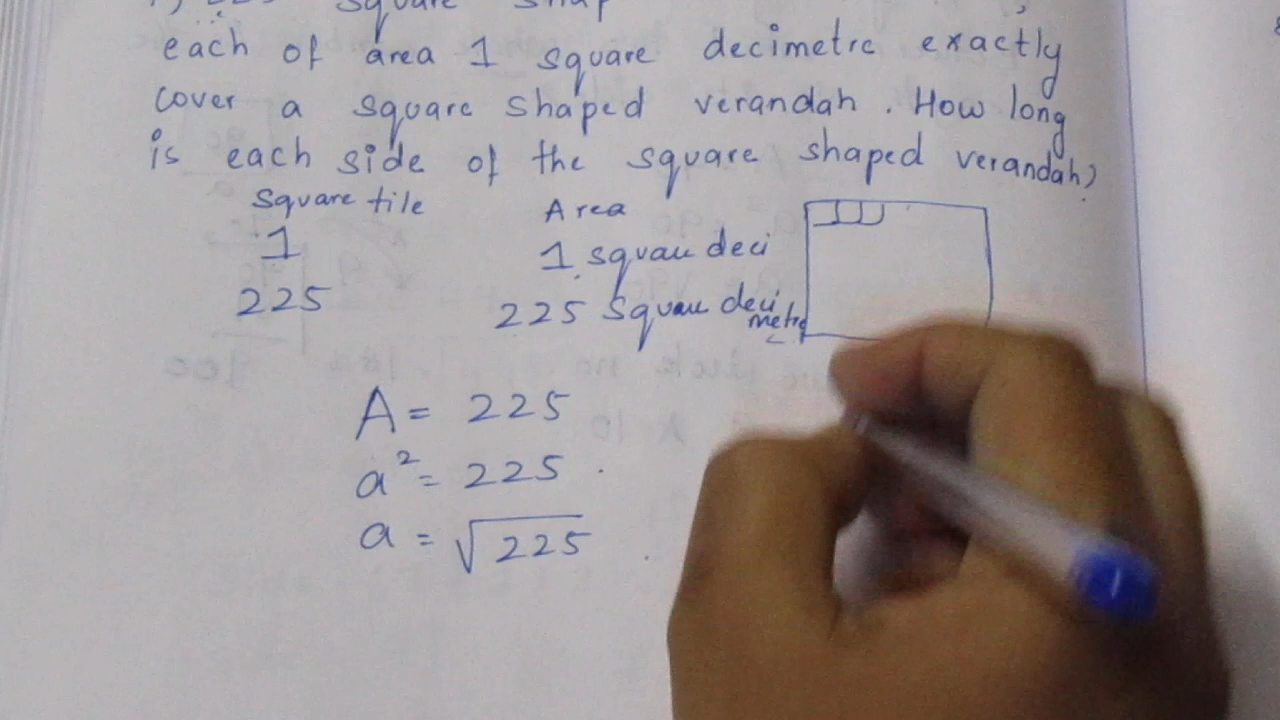 square
each of area 1 square decimetre exactly
cover a square shaped verandah. How long
is each side of the square shaped verandah)
Square tile Area
1 1 squau deci
225 225 Squau deci
metre
A = 225
a² = 225
a = √225